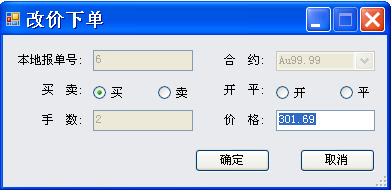 改价下单
本地报单号: 6 合 约: Au99.99
买 卖: 买 卖 开 平: 开 平
手 数: 2 价 格: 301.69
确定 取消